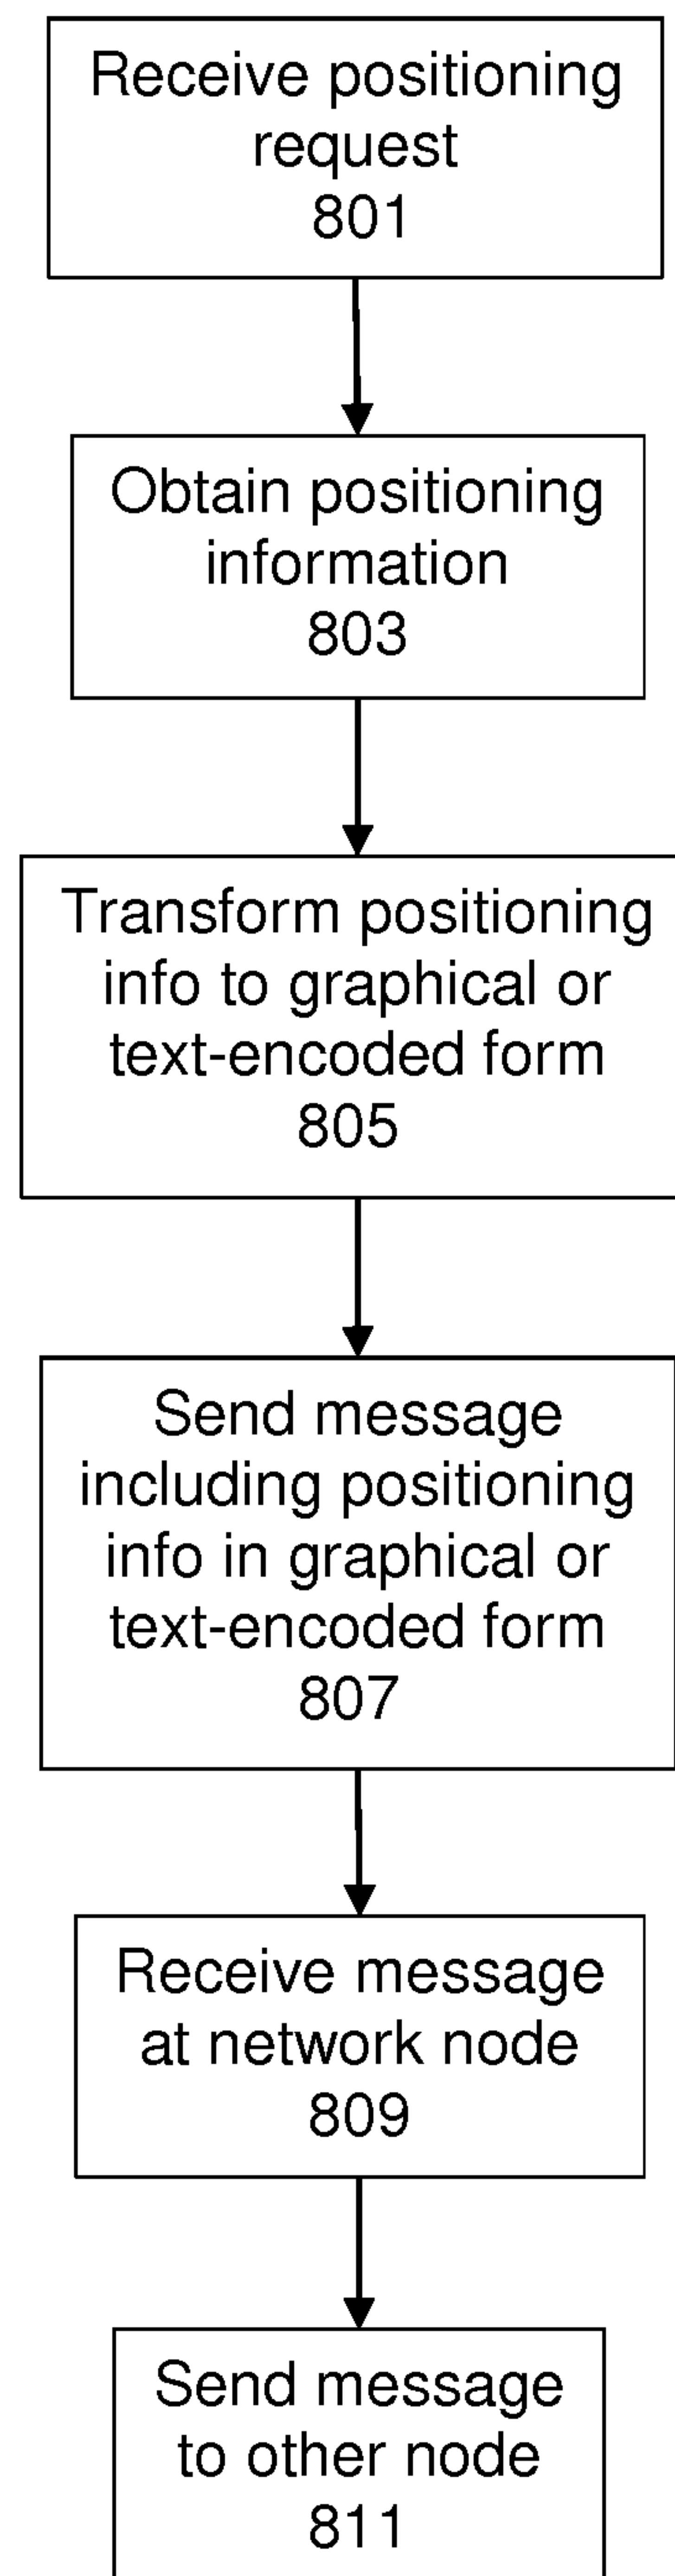 Receive positioning
request
801
Obtain positioning
information
803
Transform positioning
info to graphical or
text-encoded form
805
Send message
including positioning
info in graphical or
text-encoded form
807
Receive message
at network node
809
Send message
to other node
811